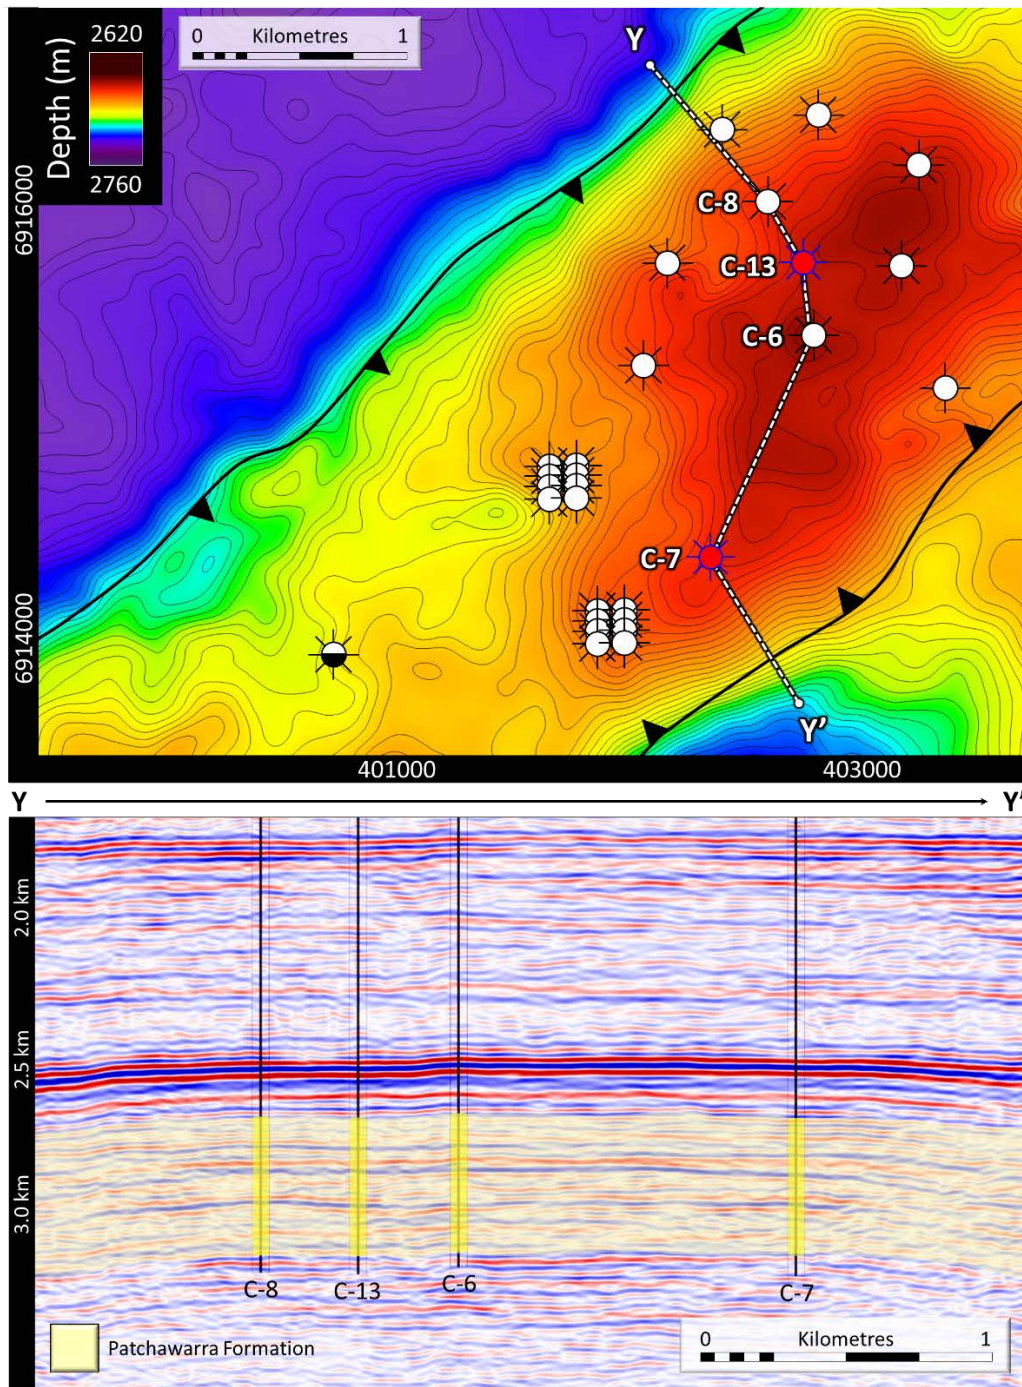 2620
Depth (m)
2760
0 Kilometres 1
Y
C-8
C-13
C-6
C-7
Y'
6916000
6914000
401000 403000
Y Y'
2.0 km
2.5 km
3.0 km
C-8 C-13 C-6 C-7
Patchawarra Formation
0 Kilometres 1